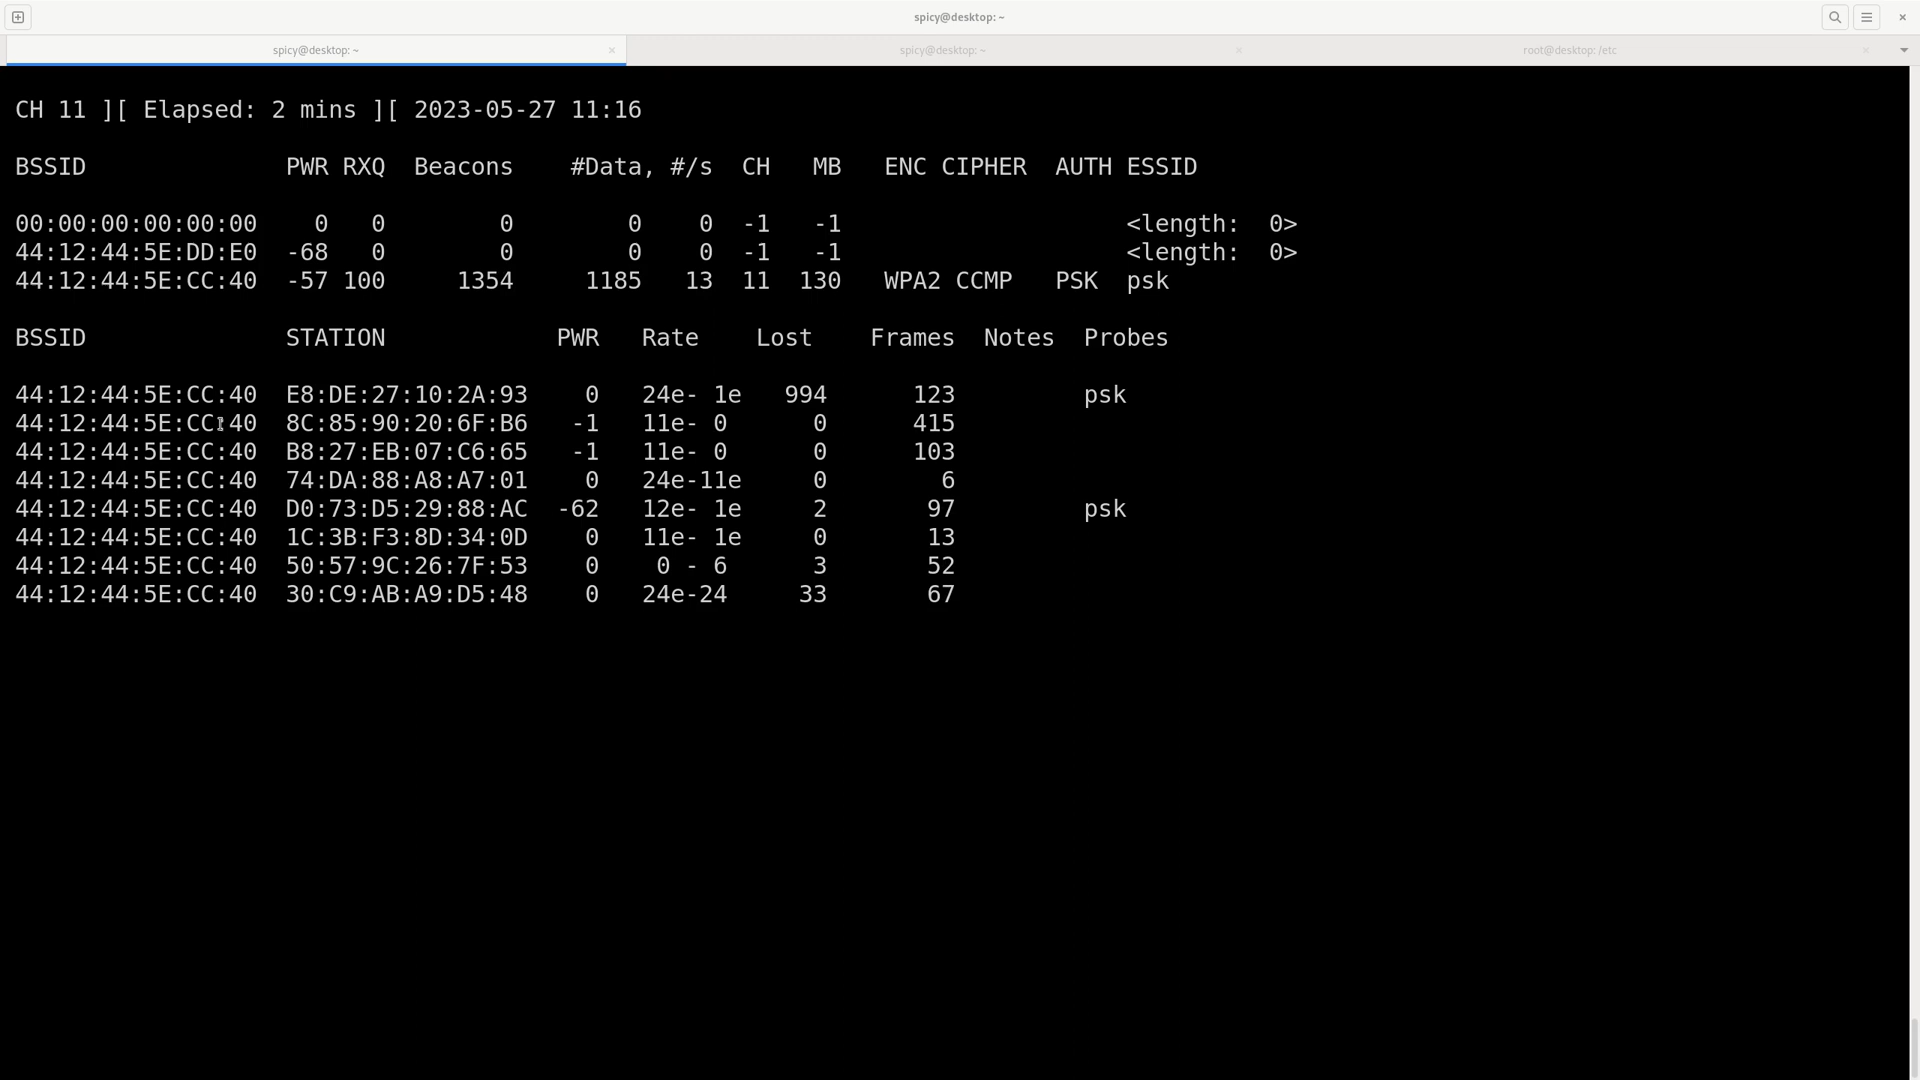 spicy@desktop: ~
spicy@desktop: ~ spicy@desktop: ~ root@desktop: /etc
CH 11 ][ Elapsed: 2 mins ][ 2023-05-27 11:16
BSSID PWR RXQ Beacons #Data, #/s CH MB ENC CIPHER AUTH ESSID
00:00:00:00:00:00 0 0 0 0 0 -1 -1 <length: 0>
44:12:44:5E:DD:E0 -68 0 0 0 0 -1 -1 <length: 0>
44:12:44:5E:CC:40 -57 100 1354 1185 13 11 130 WPA2 CCMP PSK psk
BSSID STATION PWR Rate Lost Frames Notes Probes
44:12:44:5E:CC:40 E8:DE:27:10:2A:93 0 24e- 1e 994 123 psk
44:12:44:5E:CC:40 8C:85:90:20:6F:B6 -1 11e- 0 0 415
44:12:44:5E:CC:40 B8:27:EB:07:C6:65 -1 11e- 0 0 103
44:12:44:5E:CC:40 74:DA:88:A8:A7:01 0 24e-11e 0 6
44:12:44:5E:CC:40 D0:73:D5:29:88:AC -62 12e- 1e 2 97 psk
44:12:44:5E:CC:40 1C:3B:F3:8D:34:0D 0 11e- 1e 0 13
44:12:44:5E:CC:40 50:57:9C:26:7F:53 0 0 - 6 3 52
44:12:44:5E:CC:40 30:C9:AB:A9:D5:48 0 24e-24 33 67